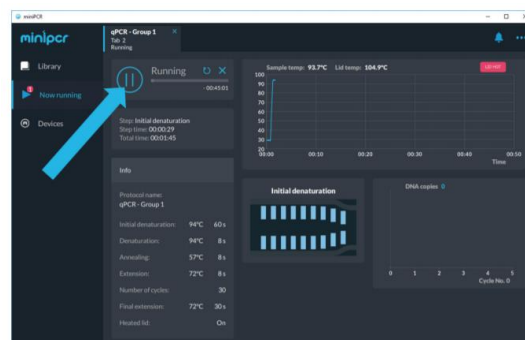 miniPCR
minipcr
Library
1
Now running
Devices
qPCR - Group 1
Tab 2
Running
Running
-00:45:01
Step: Initial denaturation
Step time: 00:00:29
Total time: 00:01:45
Info
Protocol name:
qPCR - Group 1
Initial denaturation: 94°C 60 s
Denaturation: 94°C 8 s
Annealing: 57°C 8 s
Extension: 72°C 8 s
Number of cycles: 30
Final extension: 72°C 30 s
Heated lid: On
Sample temp: 93.7°C Lid temp: 104.9°C
LID HOT
100
90
80
70
60
50
40
30
20
00:00 00:10 00:20 00:30 00:40 00:50
Time
Initial denaturation
DNA copies 0
0 1 2 3 4 5
Cycle No. 0